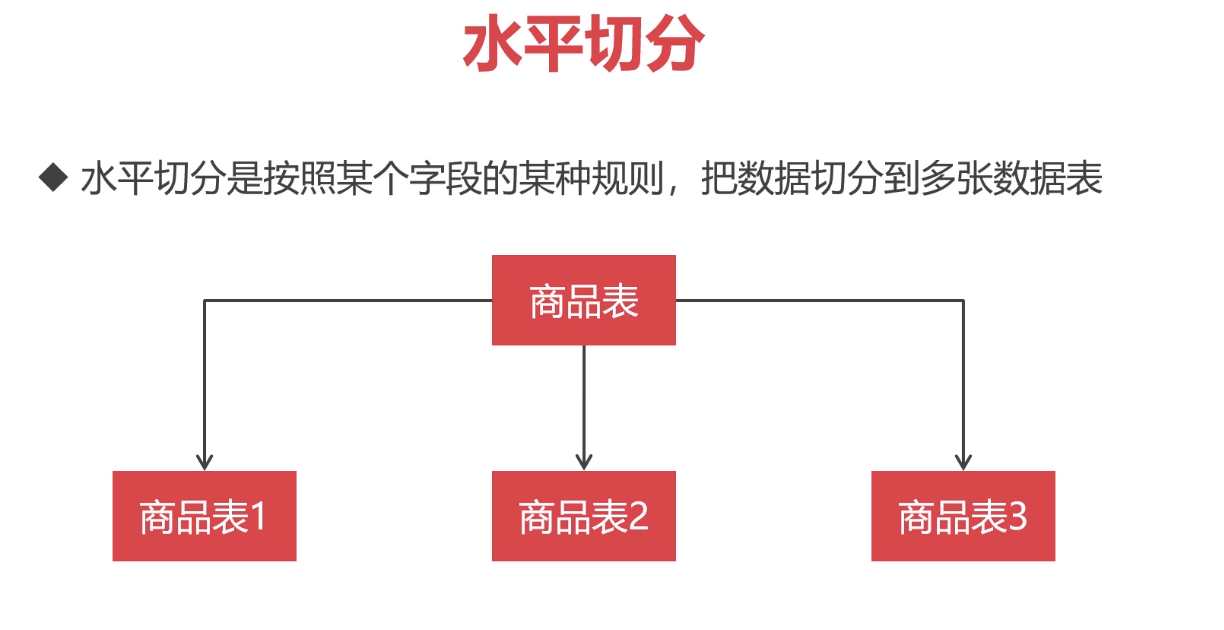 水平切分
水平切分是按照某个字段的某种规则，把数据切分到多张数据表
商品表
商品表1
商品表2
商品表3